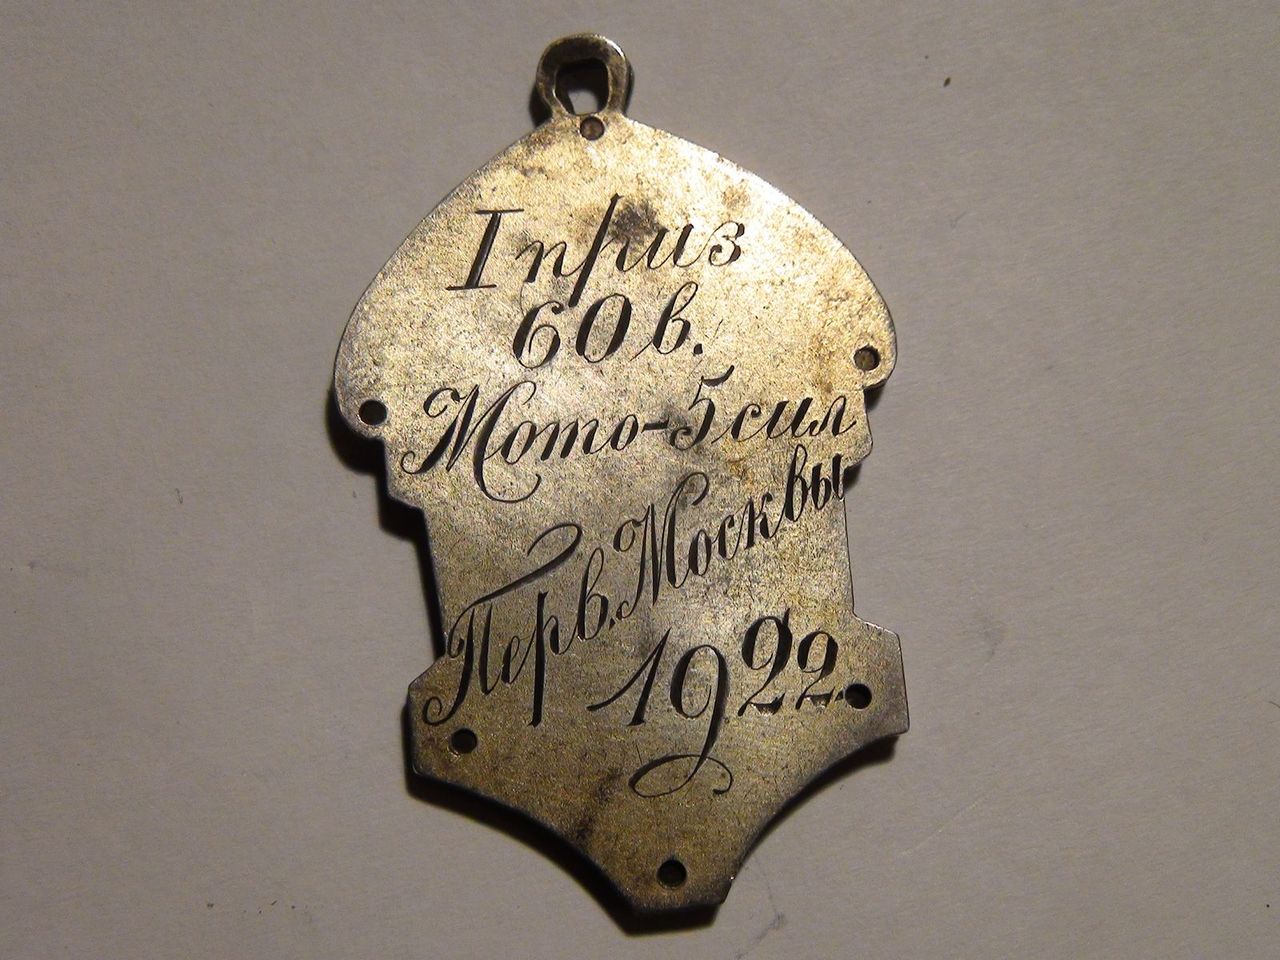 I приз
60 в.
Мото-5 сил
Перв. Москвы
1922.